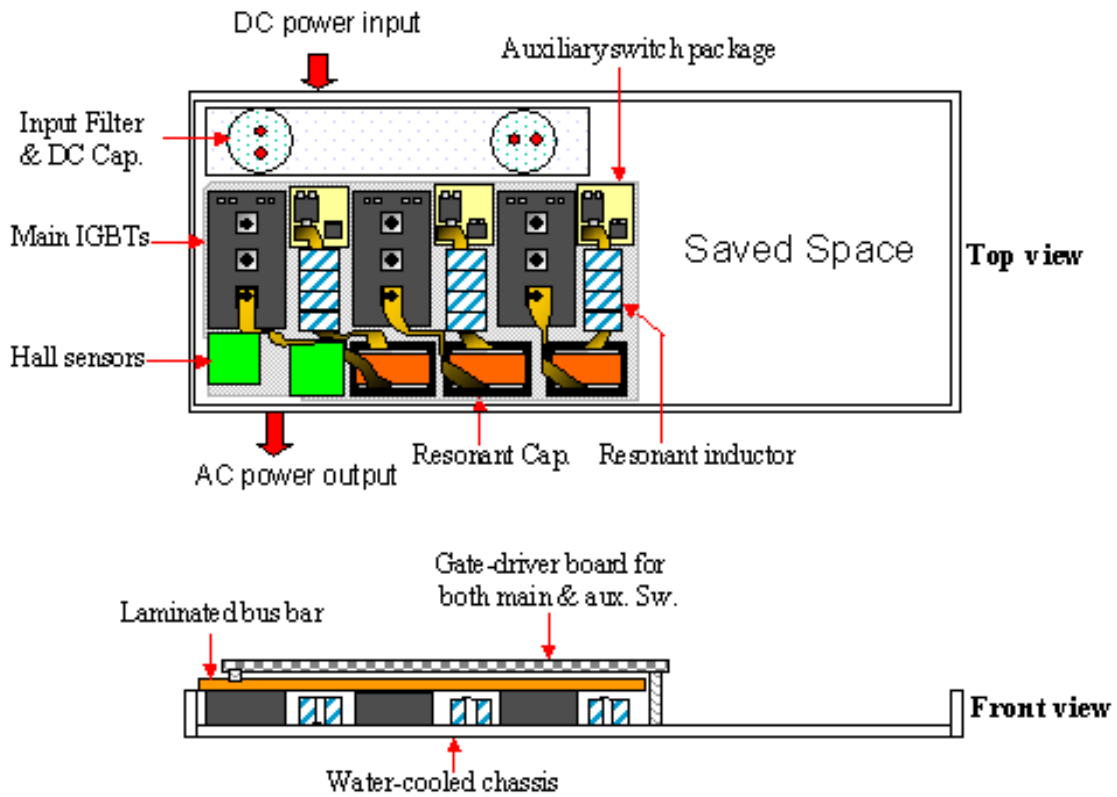 DC power input
Auxiliary switch package
Input Filter
& DC Cap.
Main IGBTs
Saved Space
Top view
Hall sensors
Resonant Cap.
Resonant inductor
AC power output
Gate-driver board for
both main & aux. Sw.
Laminated bus bar
Front view
Water-cooled chassis